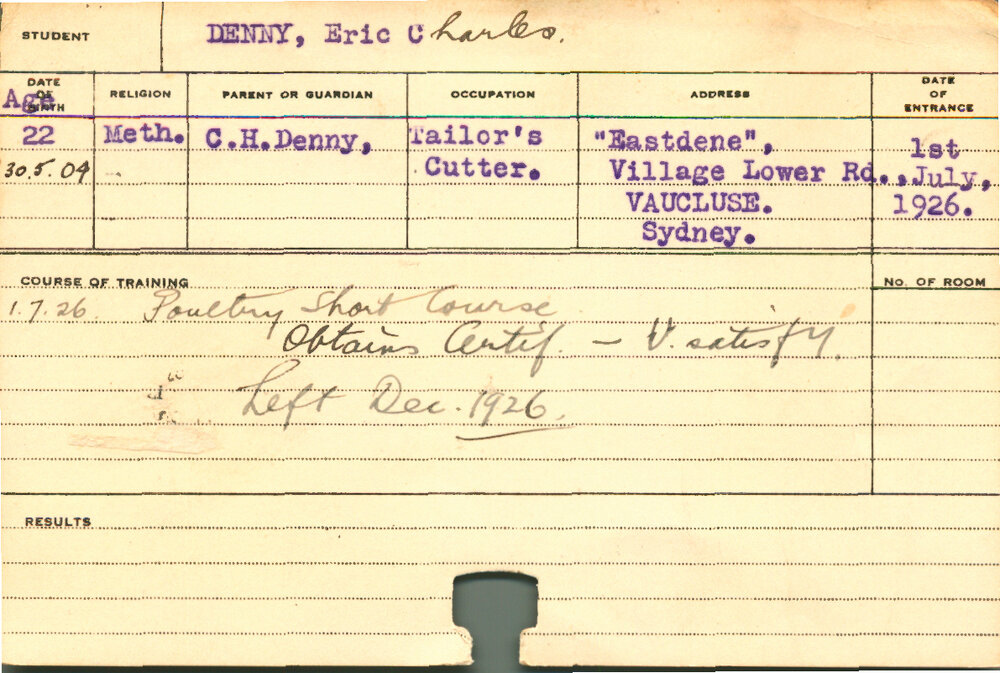 STUDENT DENNY, Eric Charles.
DATE OF BIRTH RELIGION PARENT OR GUARDIAN OCCUPATION ADDRESS DATE OF ENTRANCE
Age
22 Meth. C.H.Denny, Tailor's "Eastdene", 1st
30.5.04 Cutter. Village Lower Rd., July,
VAUCLUSE. 1926.
Sydney.
COURSE OF TRAINING No. OF ROOM
1.7.26 Poultry Short Course
Obtains Certif. — V. satisfy.
Left Dec. 1926.
RESULTS